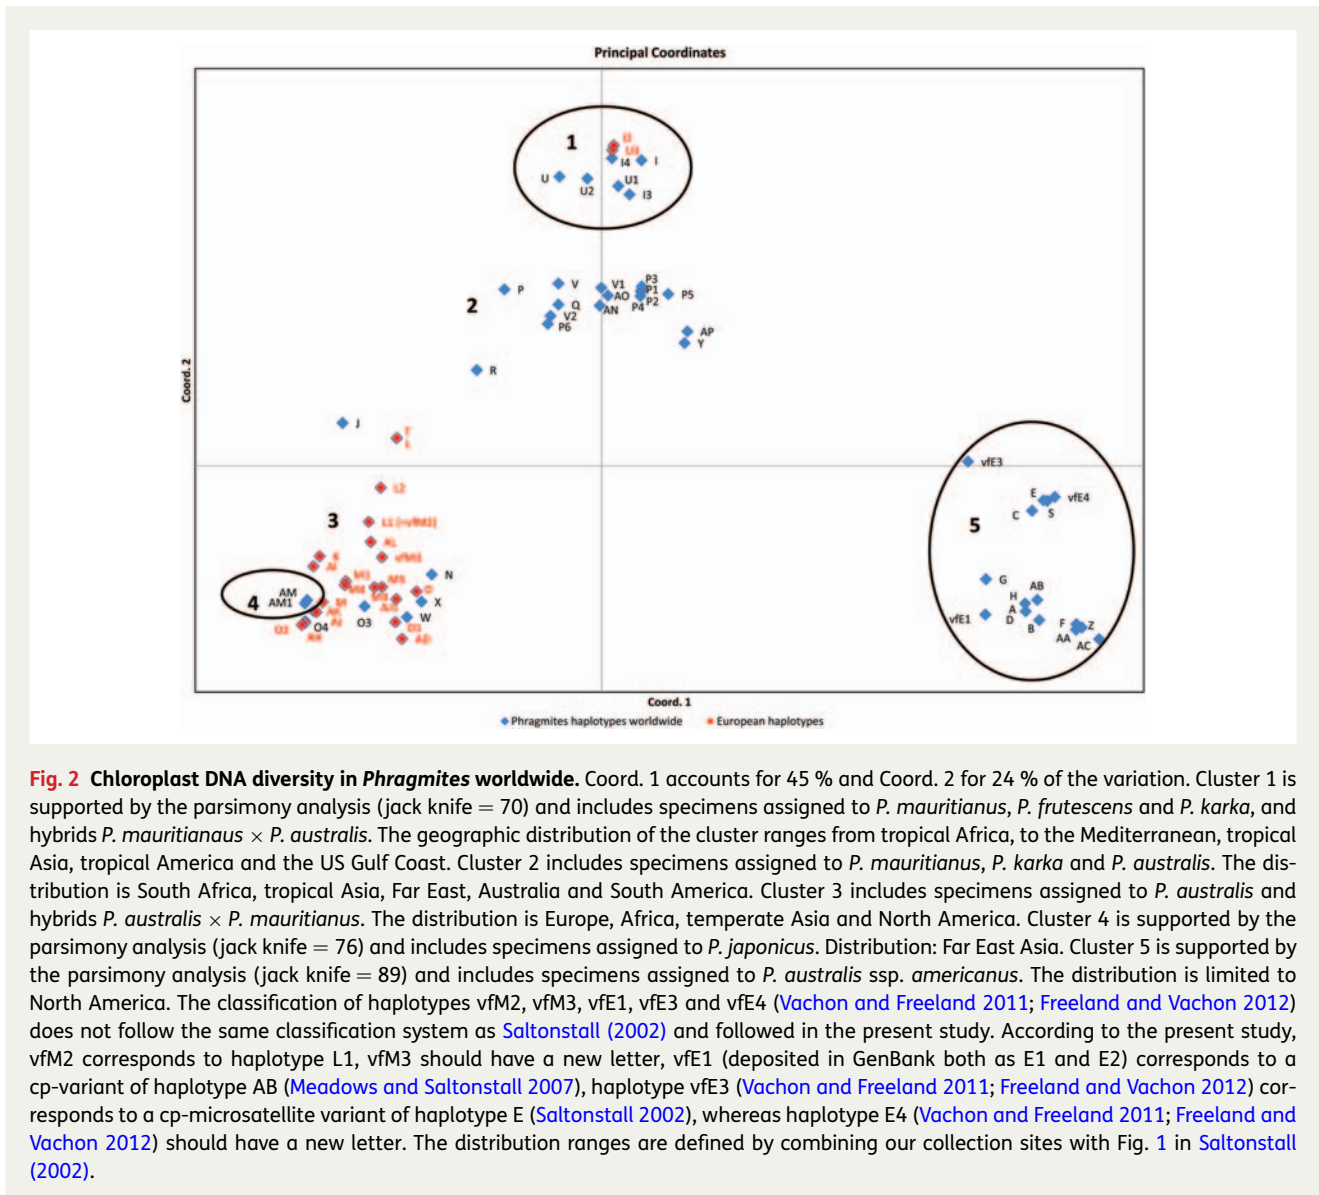 Principal Coordinates
1
I4
I
U
U2
U1
I3
2
P
V
V1
P3
P1
AO
P2
P5
Q
AN
P4
V2
P6
AP
Y
R
Coord. 2
J
L2
3
N
AM
4
AM1
X
O3
O4
W
vfE3
E
vfE4
C
S
5
G
AB
H
A
vfE1
D
B
F
Z
AA
AC
Coord. 1
Phragmites haplotypes worldwide
European haplotypes
Fig. 2 Chloroplast DNA diversity in Phragmites worldwide. Coord. 1 accounts for 45 % and Coord. 2 for 24 % of the variation. Cluster 1 is
supported by the parsimony analysis (jack knife = 70) and includes specimens assigned to P. mauritianus, P. frutescens and P. karka, and
hybrids P. mauritianaus × P. australis. The geographic distribution of the cluster ranges from tropical Africa, to the Mediterranean, tropical
Asia, tropical America and the US Gulf Coast. Cluster 2 includes specimens assigned to P. mauritianus, P. karka and P. australis. The dis-
tribution is South Africa, tropical Asia, Far East, Australia and South America. Cluster 3 includes specimens assigned to P. australis and
hybrids P. australis × P. mauritianus. The distribution is Europe, Africa, temperate Asia and North America. Cluster 4 is supported by the
parsimony analysis (jack knife = 76) and includes specimens assigned to P. japonicus. Distribution: Far East Asia. Cluster 5 is supported by
the parsimony analysis (jack knife = 89) and includes specimens assigned to P. australis ssp. americanus. The distribution is limited to
North America. The classification of haplotypes vfM2, vfM3, vfE1, vfE3 and vfE4 (Vachon and Freeland 2011; Freeland and Vachon 2012)
does not follow the same classification system as Saltonstall (2002) and followed in the present study. According to the present study,
vfM2 corresponds to haplotype L1, vfM3 should have a new letter, vfE1 (deposited in GenBank both as E1 and E2) corresponds to a
cp-variant of haplotype AB (Meadows and Saltonstall 2007), haplotype vfE3 (Vachon and Freeland 2011; Freeland and Vachon 2012) cor-
responds to a cp-microsatellite variant of haplotype E (Saltonstall 2002), whereas haplotype E4 (Vachon and Freeland 2011; Freeland and
Vachon 2012) should have a new letter. The distribution ranges are defined by combining our collection sites with Fig. 1 in Saltonstall
(2002).